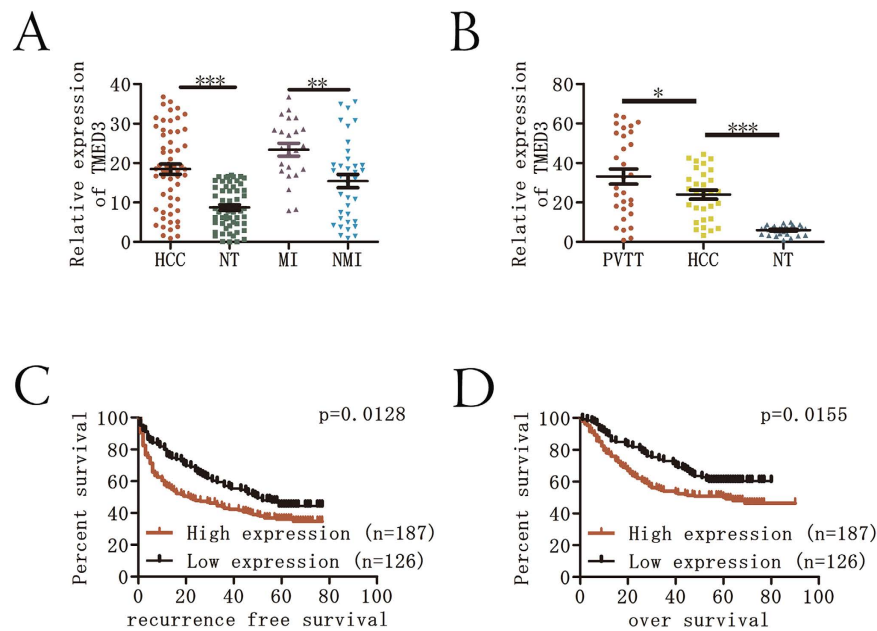 A
Relative expression
of TMED3
40
30
20
10
0
***
**
HCC
NT
MI
NMI
B
Relative expression
of TMED3
80
60
40
20
0
*
***
PVTT
HCC
NT
C
Percent survival
100
80
60
40
20
0
p=0.0128
High expression (n=187)
Low expression (n=126)
0
20
40
60
80
100
recurrence free survival
D
Percent survival
100
80
60
40
20
0
p=0.0155
High expression (n=187)
Low expression (n=126)
0
20
40
60
80
100
over survival